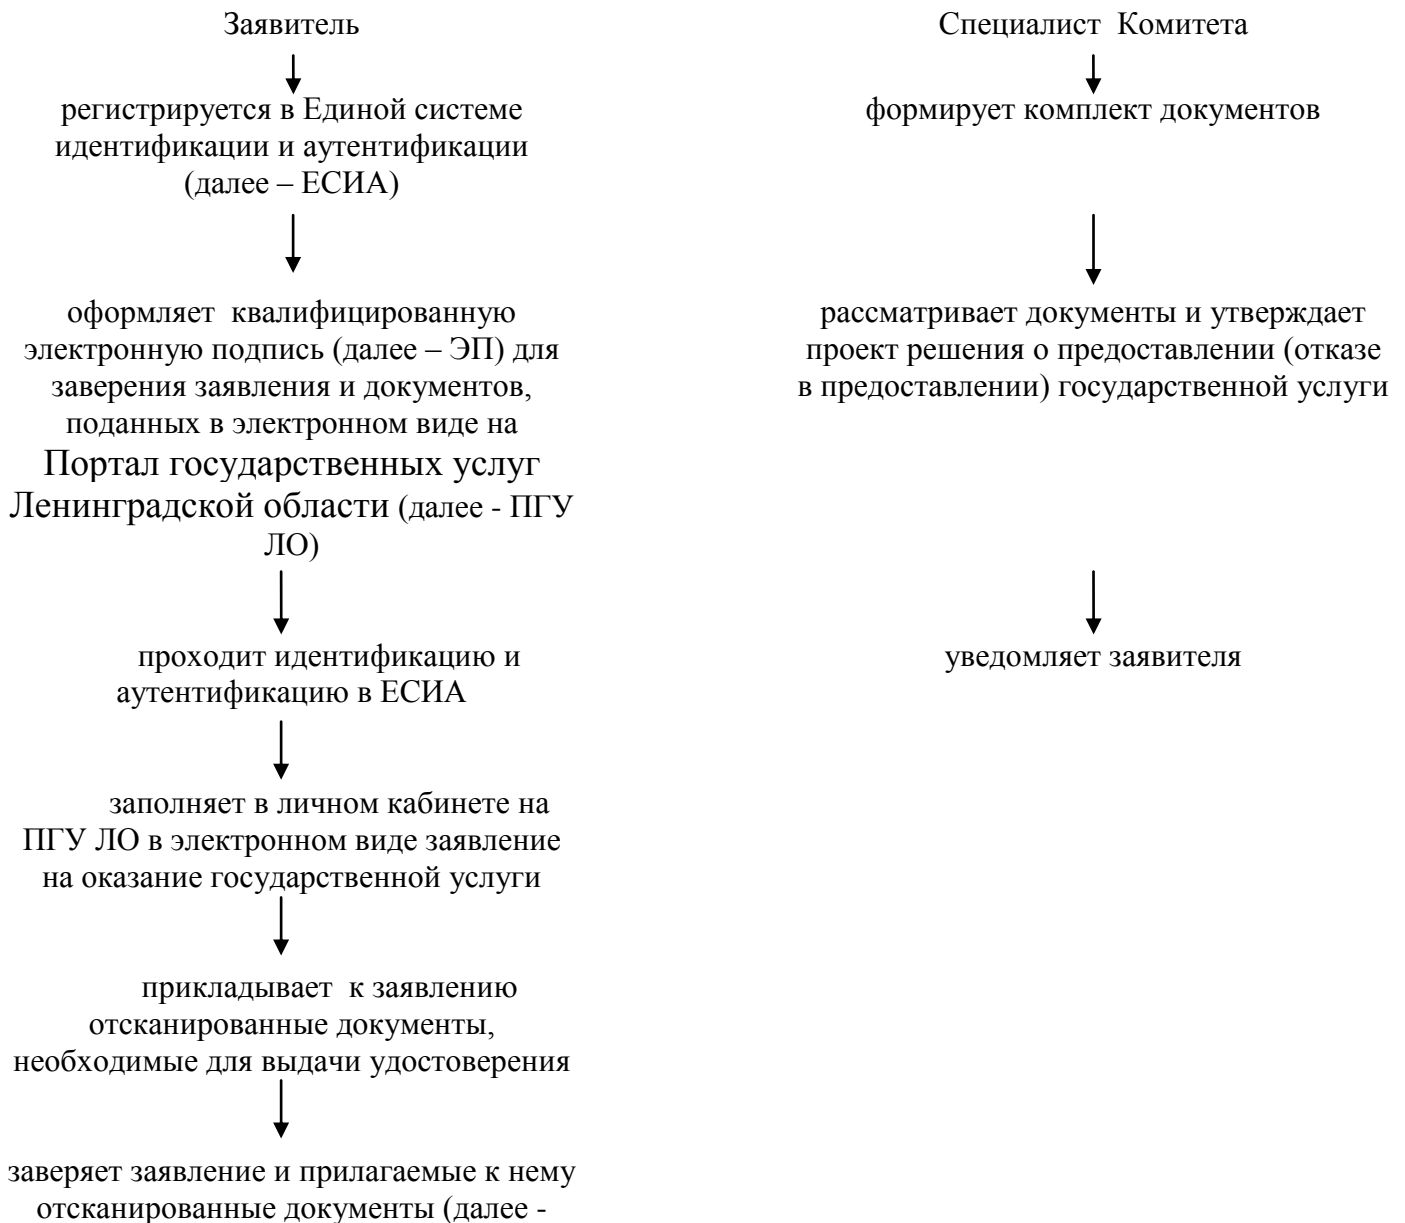 Заявитель
регистрируется в Единой системе
идентификации и аутентификации
(далее – ЕСИА)
оформляет квалифицированную
электронную подпись (далее – ЭП) для
заверения заявления и документов,
поданных в электронном виде на
Портал государственных услуг
Ленинградской области (далее - ПГУ
ЛО)
проходит идентификацию и
аутентификацию в ЕСИА
заполняет в личном кабинете на
ПГУ ЛО в электронном виде заявление
на оказание государственной услуги
прикладывает к заявлению
отсканированные документы,
необходимые для выдачи удостоверения
заверяет заявление и прилагаемые к нему
отсканированные документы (далее -
Специалист Комитета
формирует комплект документов
рассматривает документы и утверждает
проект решения о предоставлении (отказе
в предоставлении) государственной услуги
уведомляет заявителя